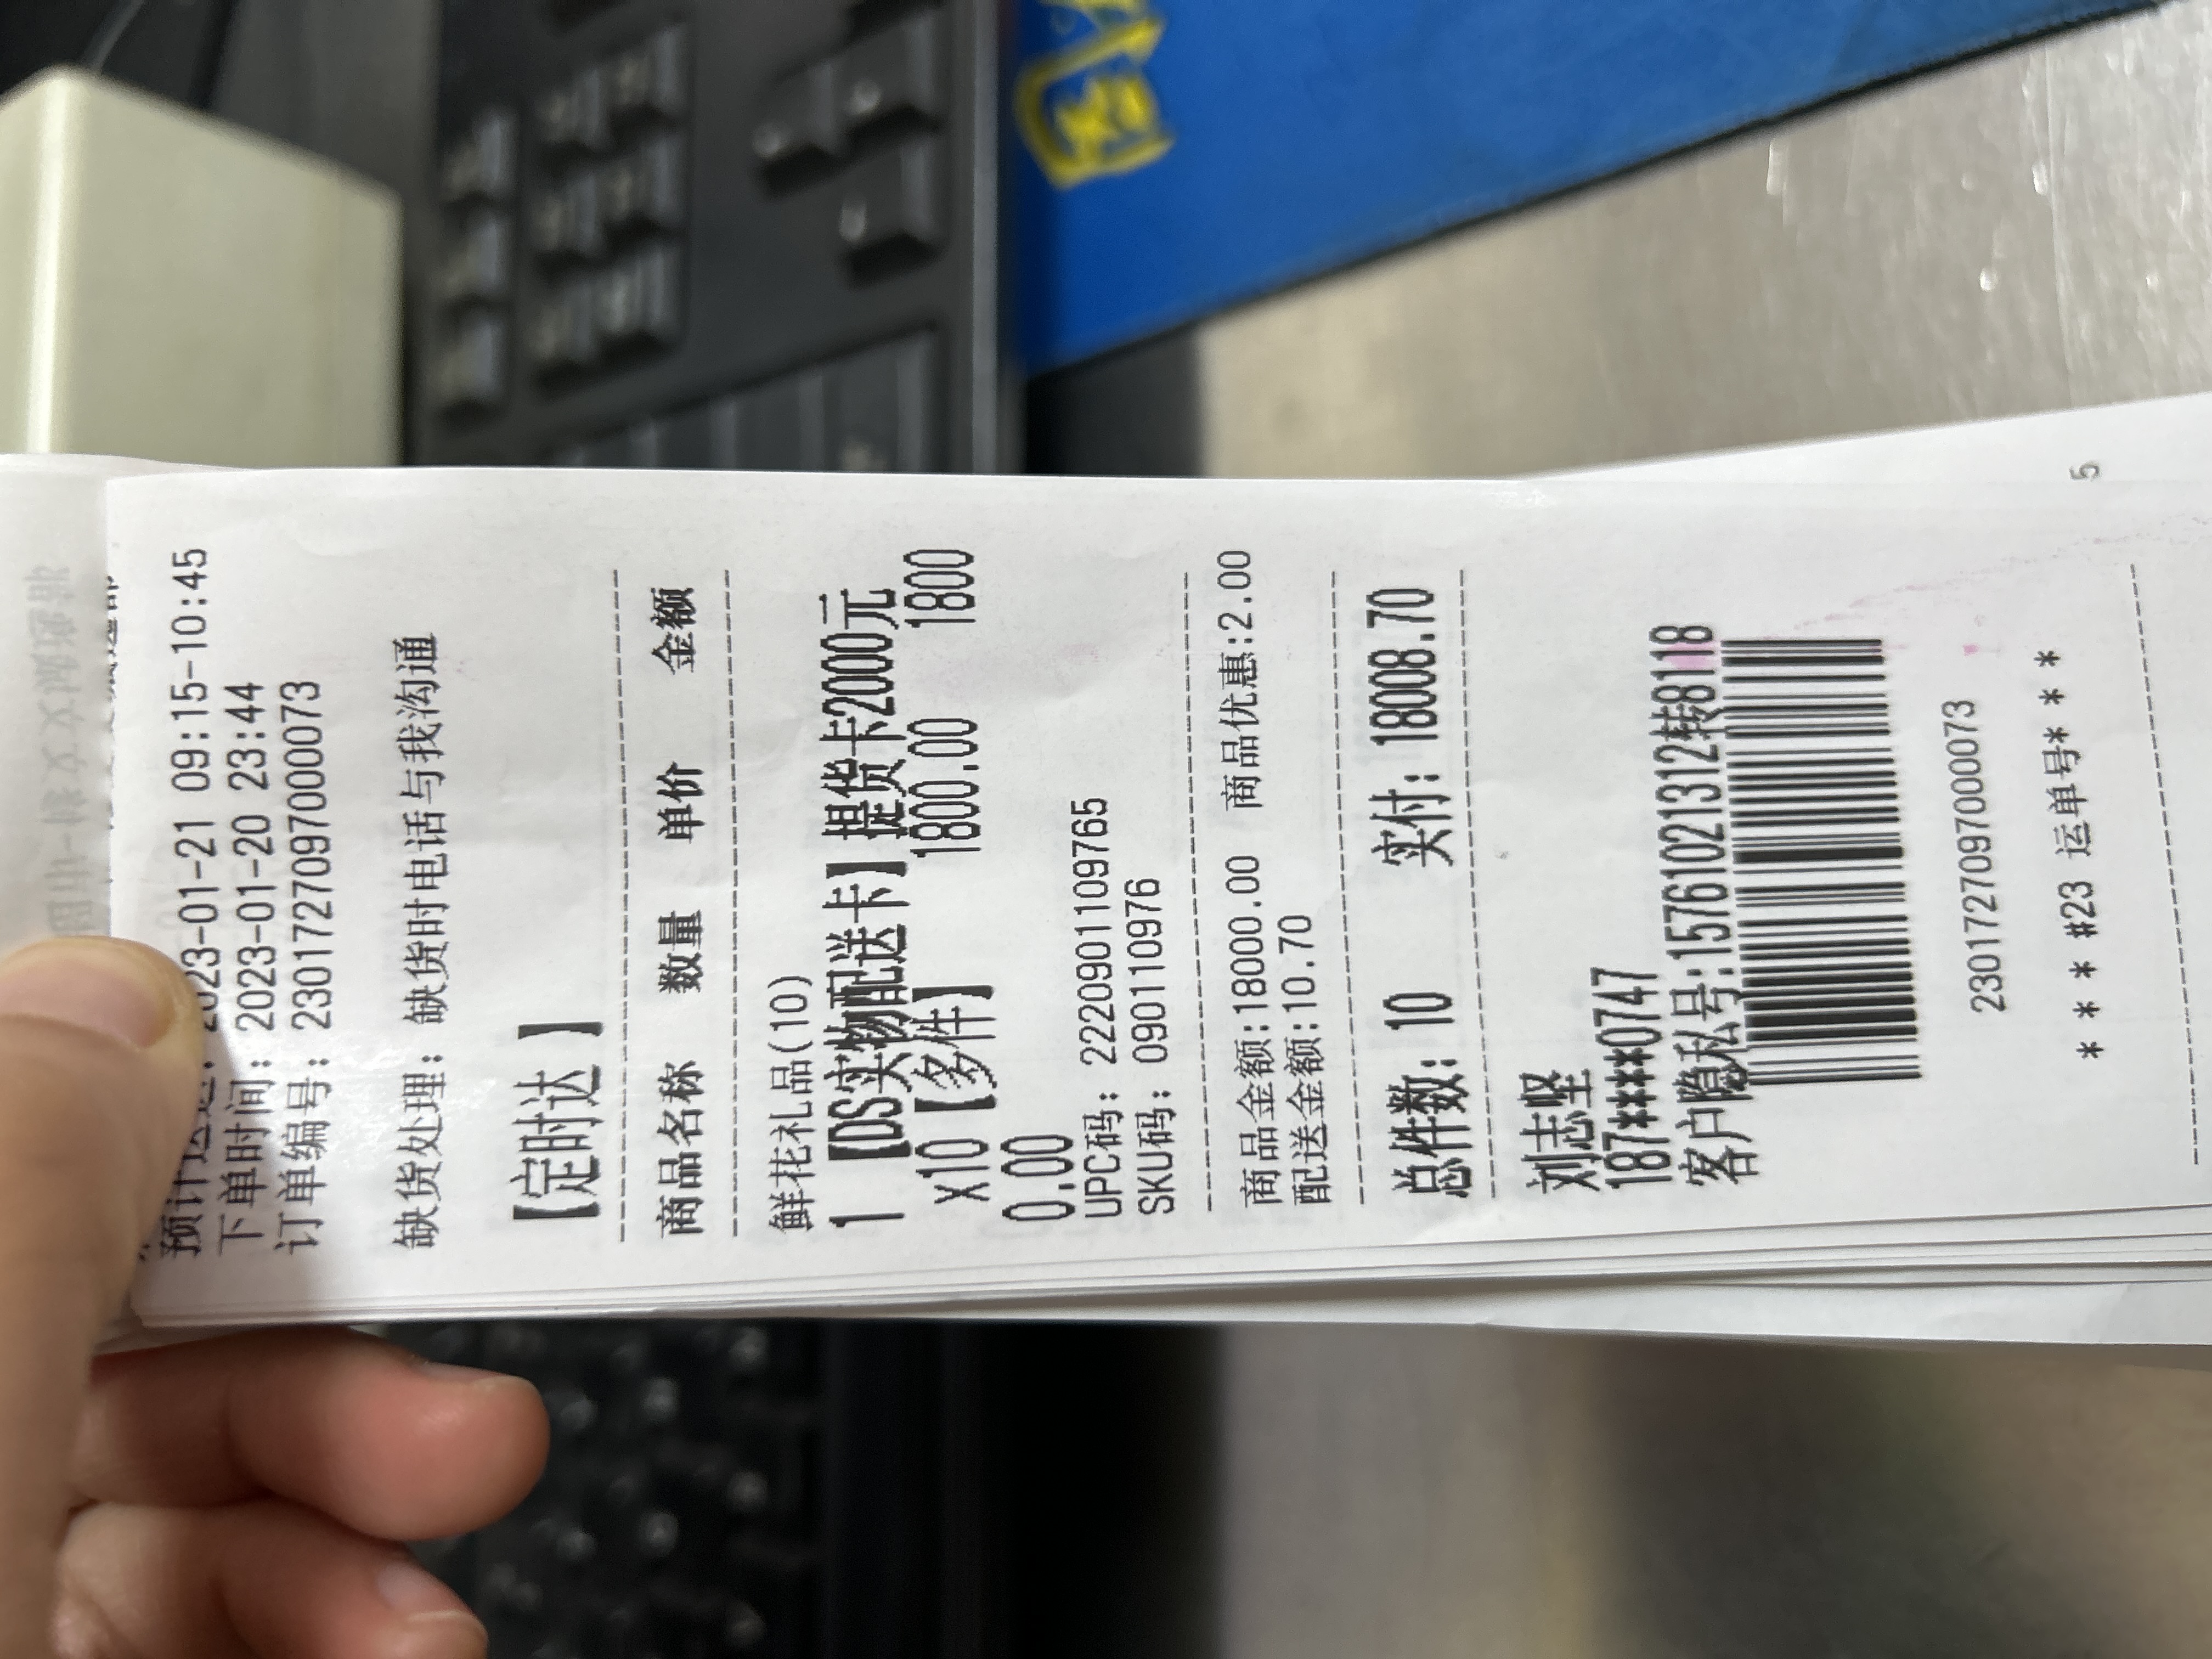 预计送达: 2023-01-21 09:15-10:45
下单时间: 2023-01-20 23:44
订单编号: 2301727097000073
缺货处理: 缺货时电话与我沟通
【定时达 】
商品名称 数量 单价 金额
鲜花礼品(10)
1 【DS实物配送卡】提货卡2000元
x10【多件】 1800.00 1800
0.00
UPC码: 2220901109765
SKU码: 090110976
商品金额:18000.00 商品优惠:2.00
配送金额:10.70
总件数: 10 实付: 18008.70
刘志坚
187****0747
客户隐私号:15761021312转8118
2301727097000073
* * * * #23 运单号* * * *
5